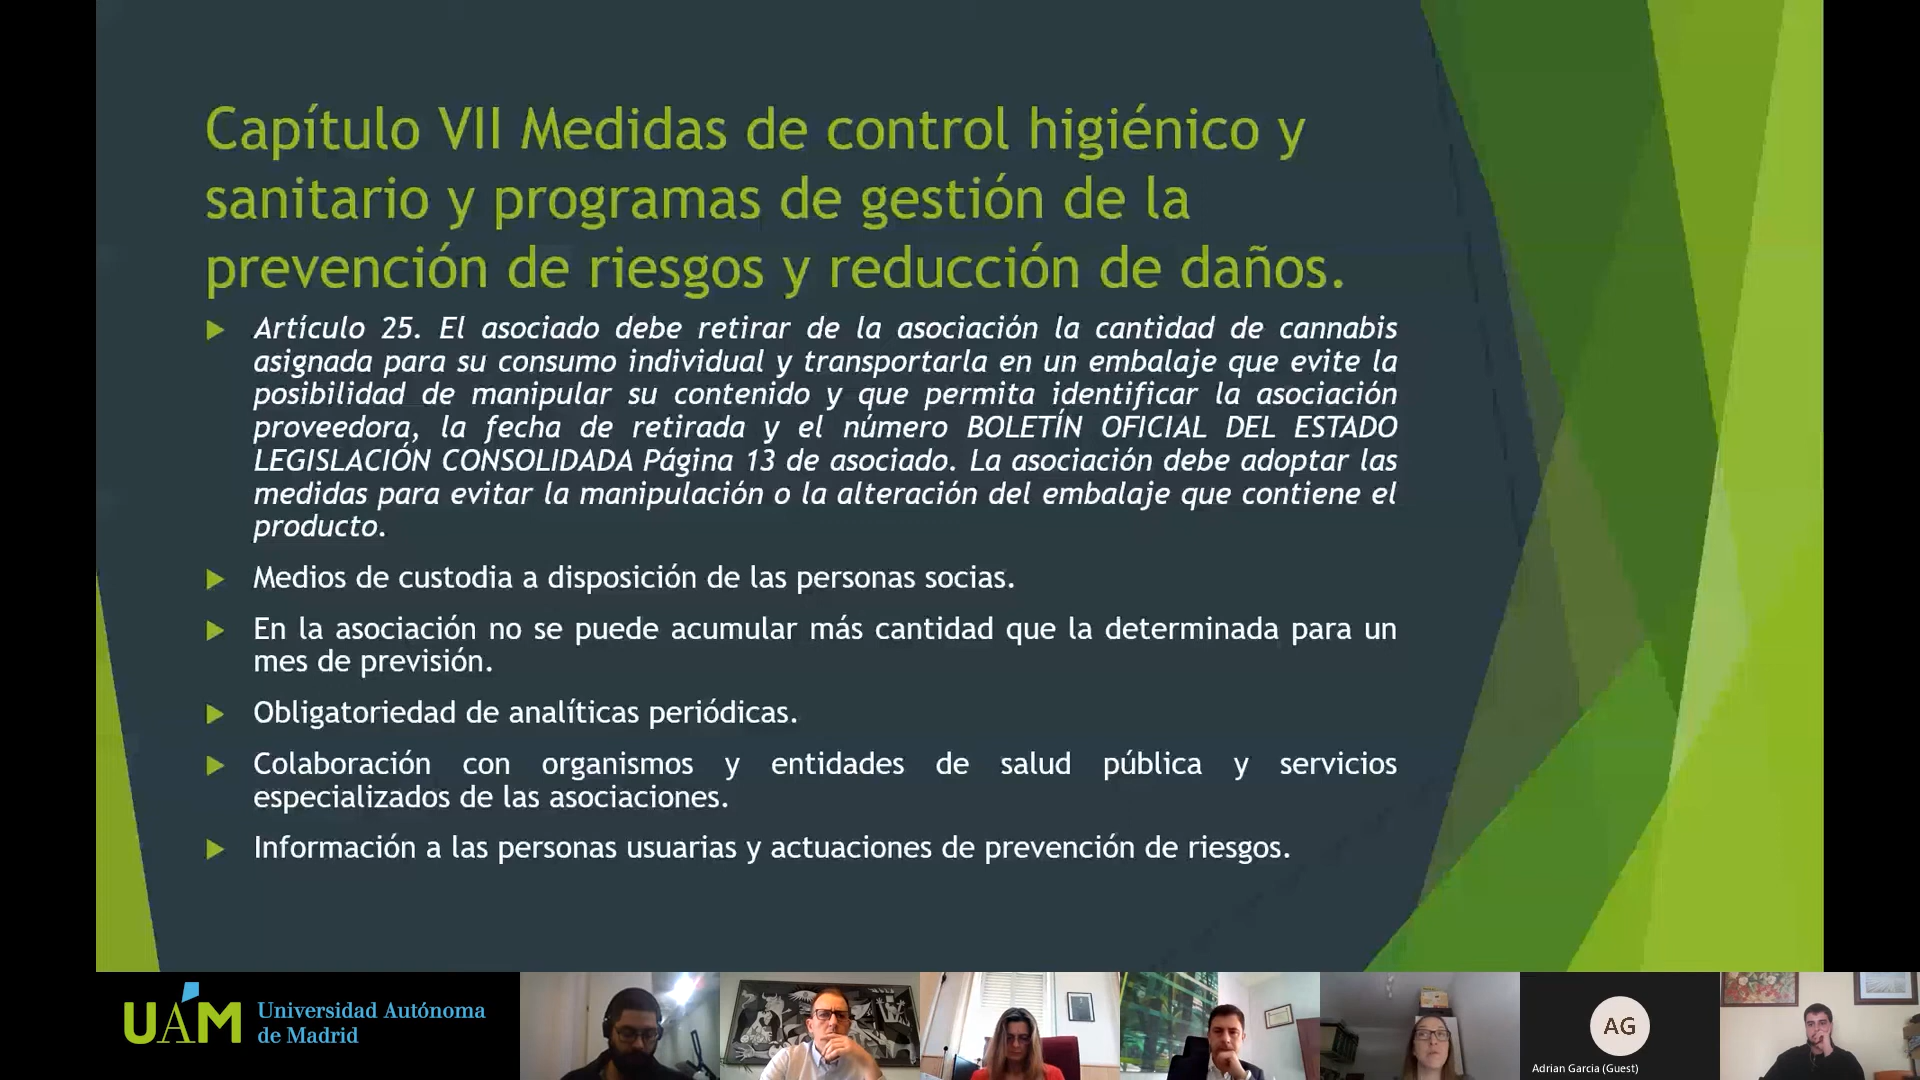 Capítulo VII Medidas de control higiénico y
sanitario y programas de gestión de la
prevención de riesgos y reducción de daños.
Artículo 25. El asociado debe retirar de la asociación la cantidad de cannabis
asignada para su consumo individual y transportarla en un embalaje que evite la
posibilidad de manipular su contenido y que permita identificar la asociación
proveedora, la fecha de retirada y el número BOLETÍN OFICIAL DEL ESTADO
LEGISLACIÓN CONSOLIDADA Página 13 de asociado. La asociación debe adoptar las
medidas para evitar la manipulación o la alteración del embalaje que contiene el
producto.
Medios de custodia a disposición de las personas socias.
En la asociación no se puede acumular más cantidad que la determinada para un
mes de previsión.
Obligatoriedad de analíticas periódicas.
Colaboración con organismos y entidades de salud pública y servicios
especializados de las asociaciones.
Información a las personas usuarias y actuaciones de prevención de riesgos.
UAM Universidad Autónoma
de Madrid
AG
Adrian Garcia (Guest)